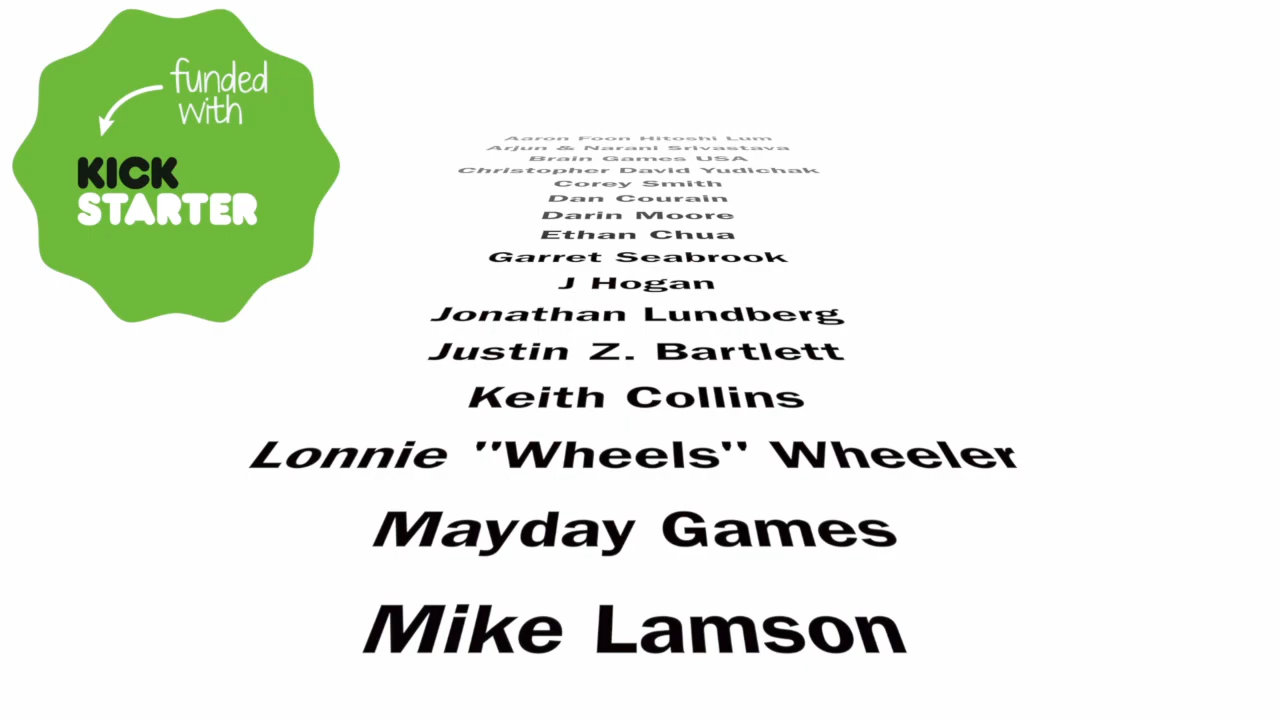 funded
with
KICK
STARTER
Aaron Foon Hitoshi Lum
Arjun & Narani Srivastava
Brain Games USA
Christopher David Yudichak
Corey Smith
Dan Courain
Darin Moore
Ethan Chua
Garret Seabrook
J Hogan
Jonathan Lundberg
Justin Z. Bartlett
Keith Collins
Lonnie "Wheels" Wheeler
Mayday Games
Mike Lamson